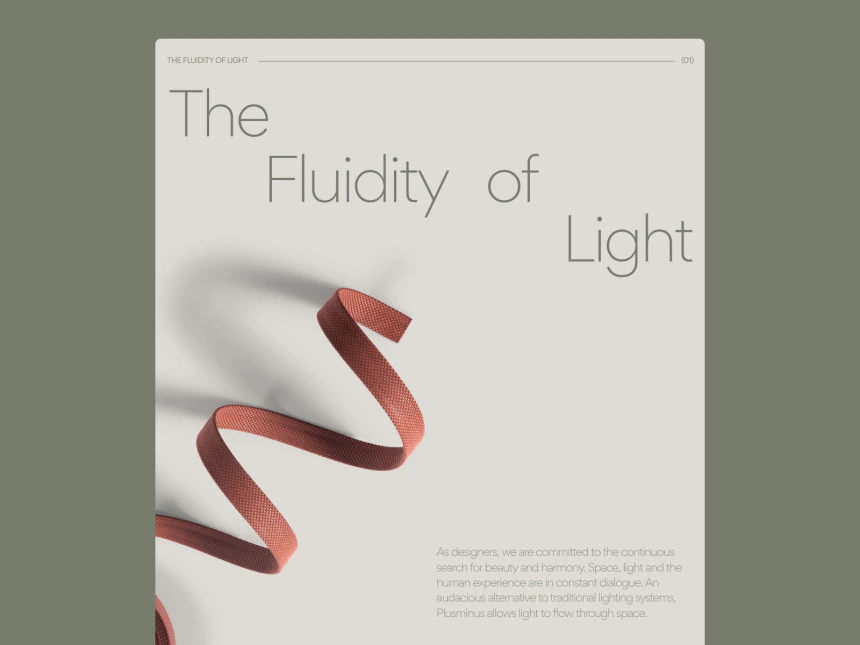 THE FLUIDITY OF LIGHT (01)
The
Fluidity of
Light
As designers, we are committed to the continuous
search for beauty and harmony. Space, light and the
human experience are in constant dialogue. An
audacious alternative to traditional lighting systems,
Plusminus allows light to flow through space.